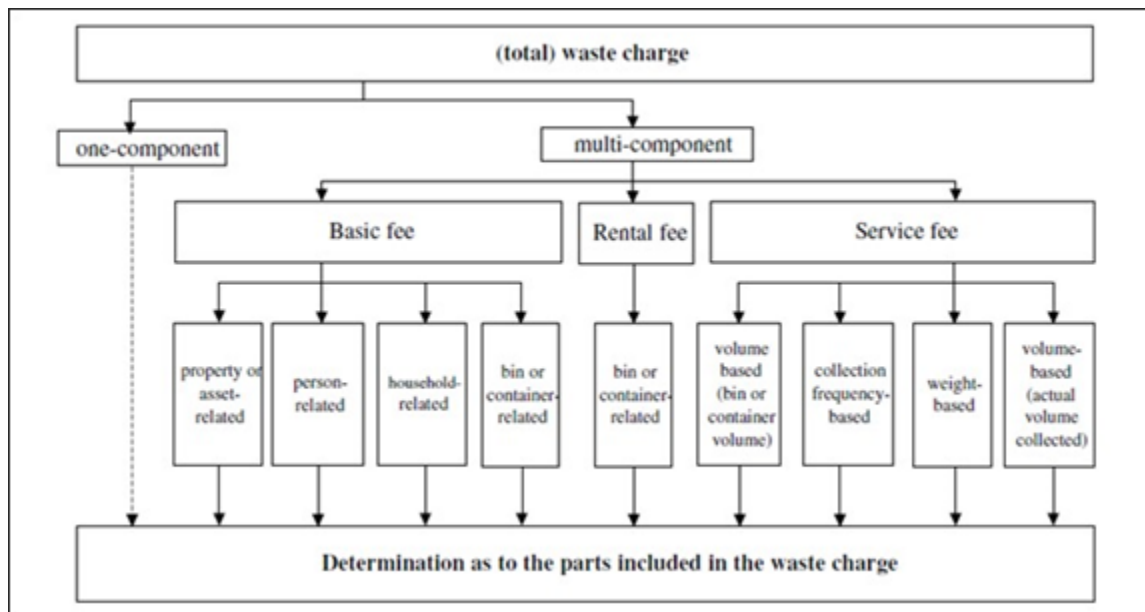 (total) waste charge
one-component
multi-component
Basic fee
Rental fee
Service fee
property or
asset-
related
person-
related
household-
related
bin or
container-
related
bin or
container-
related
volume
based
(bin or
container
volume)
collection
frequency-
based
weight-
based
volume-
based
(actual
volume
collected)
Determination as to the parts included in the waste charge